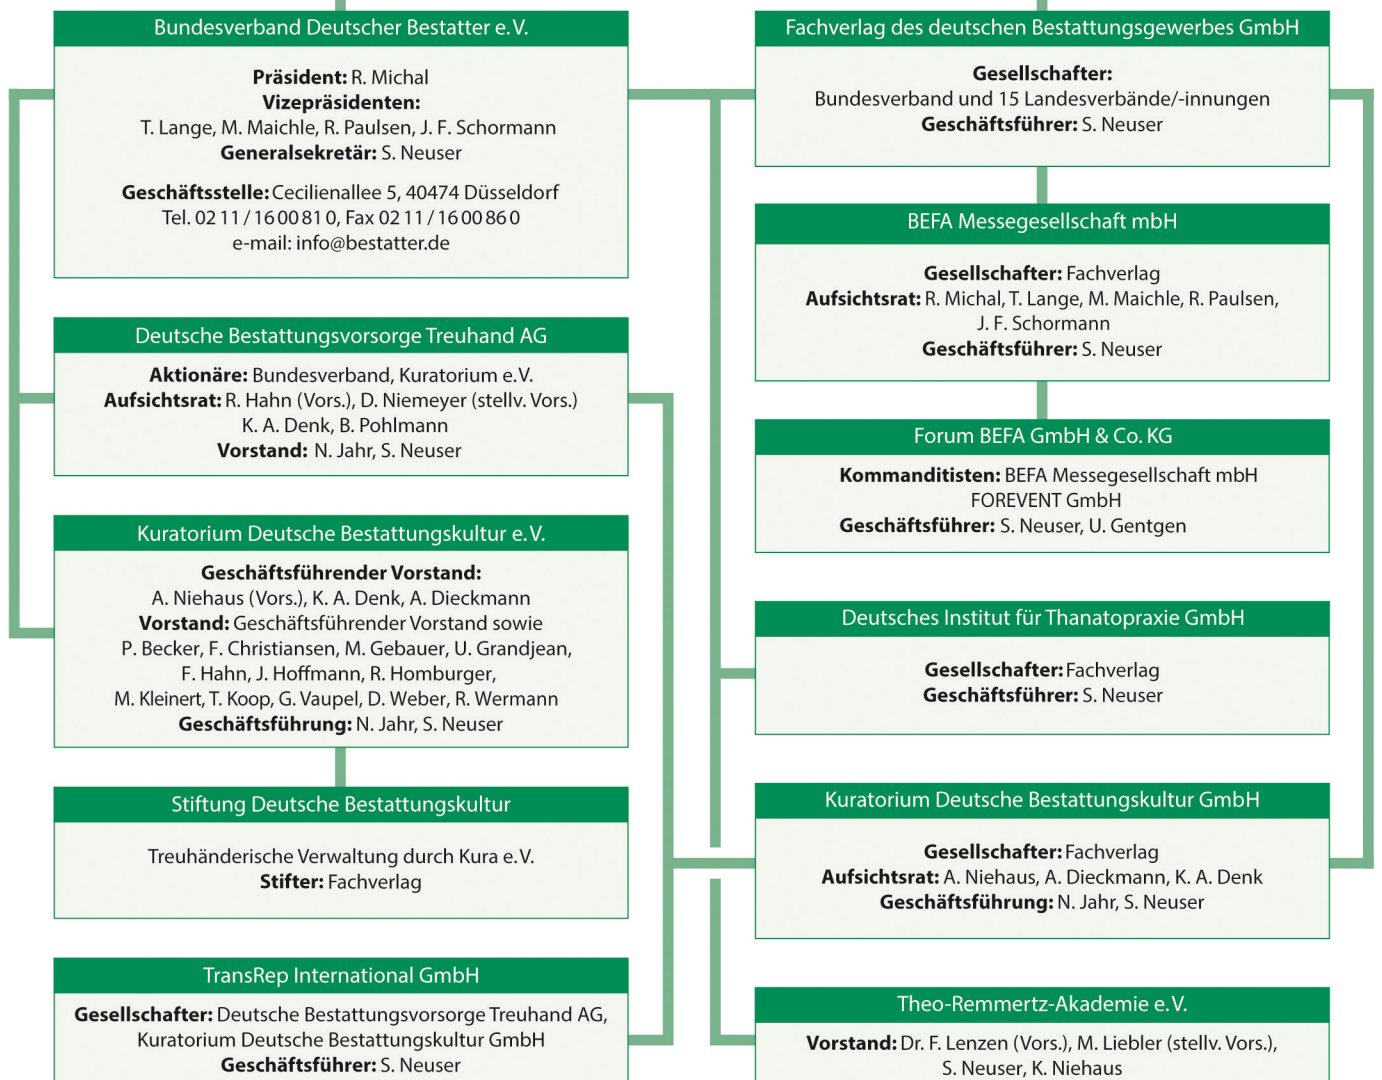 Bundesverband Deutscher Bestatter e.V.
Präsident: R. Michal
Vizepräsidenten:
T. Lange, M. Maichle, R. Paulsen, J. F. Schormann
Generalsekretär: S. Neuser
Geschäftsstelle: Cecilienallee 5, 40474 Düsseldorf
Tel. 02 11 / 16 00 81 0, Fax 02 11 / 16 00 86 0
e-mail: info@bestatter.de
Deutsche Bestattungsvorsorge Treuhand AG
Aktionäre: Bundesverband, Kuratorium e.V.
Aufsichtsrat: R. Hahn (Vors.), D. Niemeyer (stellv. Vors.)
K. A. Denk, B. Pohlmann
Vorstand: N. Jahr, S. Neuser
Kuratorium Deutsche Bestattungskultur e.V.
Geschäftsführender Vorstand:
A. Niehaus (Vors.), K. A. Denk, A. Dieckmann
Vorstand: Geschäftsführender Vorstand sowie
P. Becker, F. Christiansen, M. Gebauer, U. Grandjean,
F. Hahn, J. Hoffmann, R. Homburger,
M. Kleinert, T. Koop, G. Vaupel, D. Weber, R. Wermann
Geschäftsführung: N. Jahr, S. Neuser
Stiftung Deutsche Bestattungskultur
Treuhänderische Verwaltung durch Kura e.V.
Stifter: Fachverlag
TransRep International GmbH
Gesellschafter: Deutsche Bestattungsvorsorge Treuhand AG,
Kuratorium Deutsche Bestattungskultur GmbH
Geschäftsführer: S. Neuser
Fachverlag des deutschen Bestattungsgewerbes GmbH
Gesellschafter:
Bundesverband und 15 Landesverbände/-innungen
Geschäftsführer: S. Neuser
BEFA Messegesellschaft mbH
Gesellschafter: Fachverlag
Aufsichtsrat: R. Michal, T. Lange, M. Maichle, R. Paulsen,
J. F. Schormann
Geschäftsführer: S. Neuser
Forum BEFA GmbH & Co. KG
Kommanditisten: BEFA Messegesellschaft mbH
FOREVENT GmbH
Geschäftsführer: S. Neuser, U. Gentgen
Deutsches Institut für Thanatopraxie GmbH
Gesellschafter: Fachverlag
Geschäftsführer: S. Neuser
Kuratorium Deutsche Bestattungskultur GmbH
Gesellschafter: Fachverlag
Aufsichtsrat: A. Niehaus, A. Dieckmann, K. A. Denk
Geschäftsführung: N. Jahr, S. Neuser
Theo-Remmertz-Akademie e.V.
Vorstand: Dr. F. Lenzen (Vors.), M. Liebler (stellv. Vors.),
S. Neuser, K. Niehaus